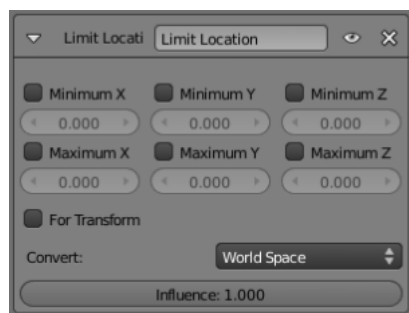 Limit Locati Limit Location
Minimum X Minimum Y Minimum Z
0.000 0.000 0.000
Maximum X Maximum Y Maximum Z
0.000 0.000 0.000
For Transform
Convert: World Space
Influence: 1.000